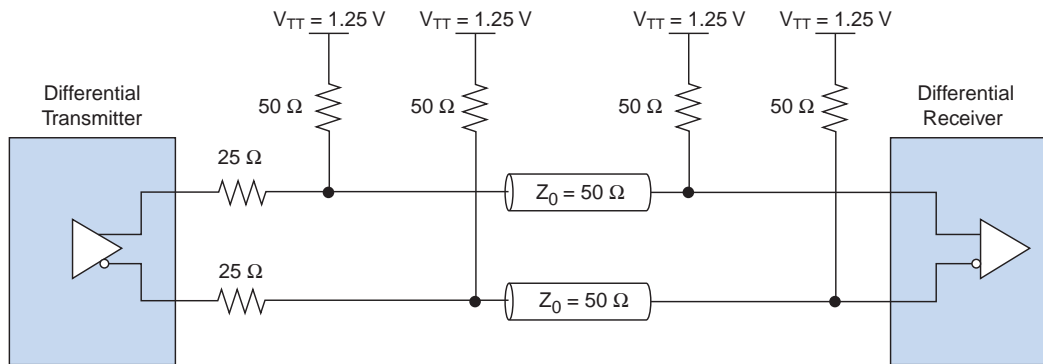 V_TT = 1.25 V V_TT = 1.25 V V_TT = 1.25 V V_TT = 1.25 V
Differential
Transmitter
50 Ω 50 Ω 50 Ω 50 Ω
Differential
Receiver
25 Ω
Z_0 = 50 Ω
25 Ω
Z_0 = 50 Ω